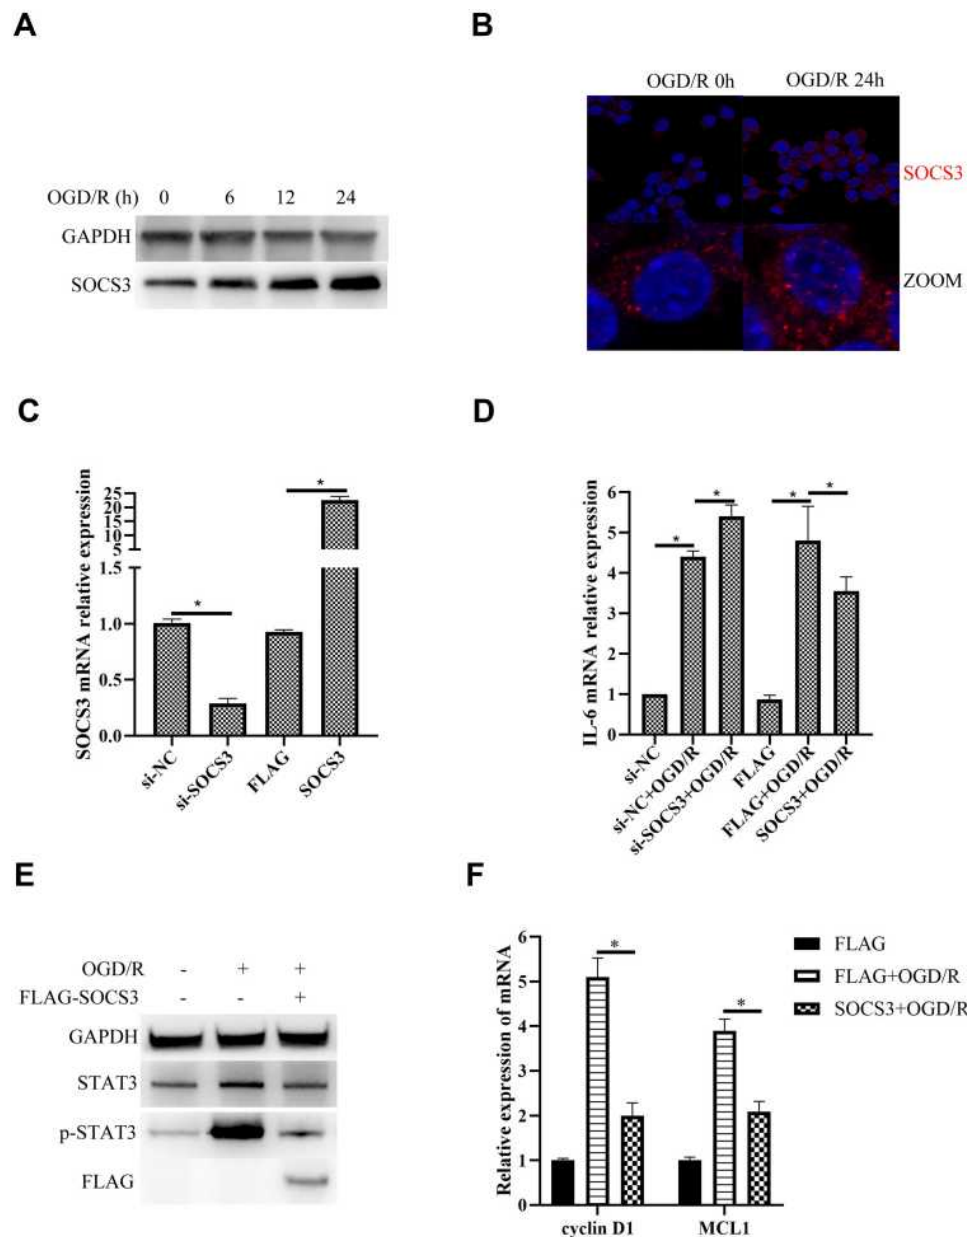 A
OGD/R (h) 0 6 12 24
GAPDH
SOCS3
B
OGD/R 0h OGD/R 24h
SOCS3
ZOOM
C
SOCS3 mRNA relative expression
25
20
15
10
5
1.5
1.0
0.5
0.0
*
*
si-NC
si-SOCS3
FLAG
SOCS3
D
IL-6 mRNA relative expression
6
5
4
3
2
1
0
*
*
*
*
si-NC
si-NC+OGD/R
si-SOCS3+OGD/R
FLAG
FLAG+OGD/R
SOCS3+OGD/R
E
OGD/R - + +
FLAG-SOCS3 - - +
GAPDH
STAT3
p-STAT3
FLAG
F
Relative expression of mRNA
6
5
4
3
2
1
0
*
*
cyclin D1
MCL1
FLAG
FLAG+OGD/R
SOCS3+OGD/R